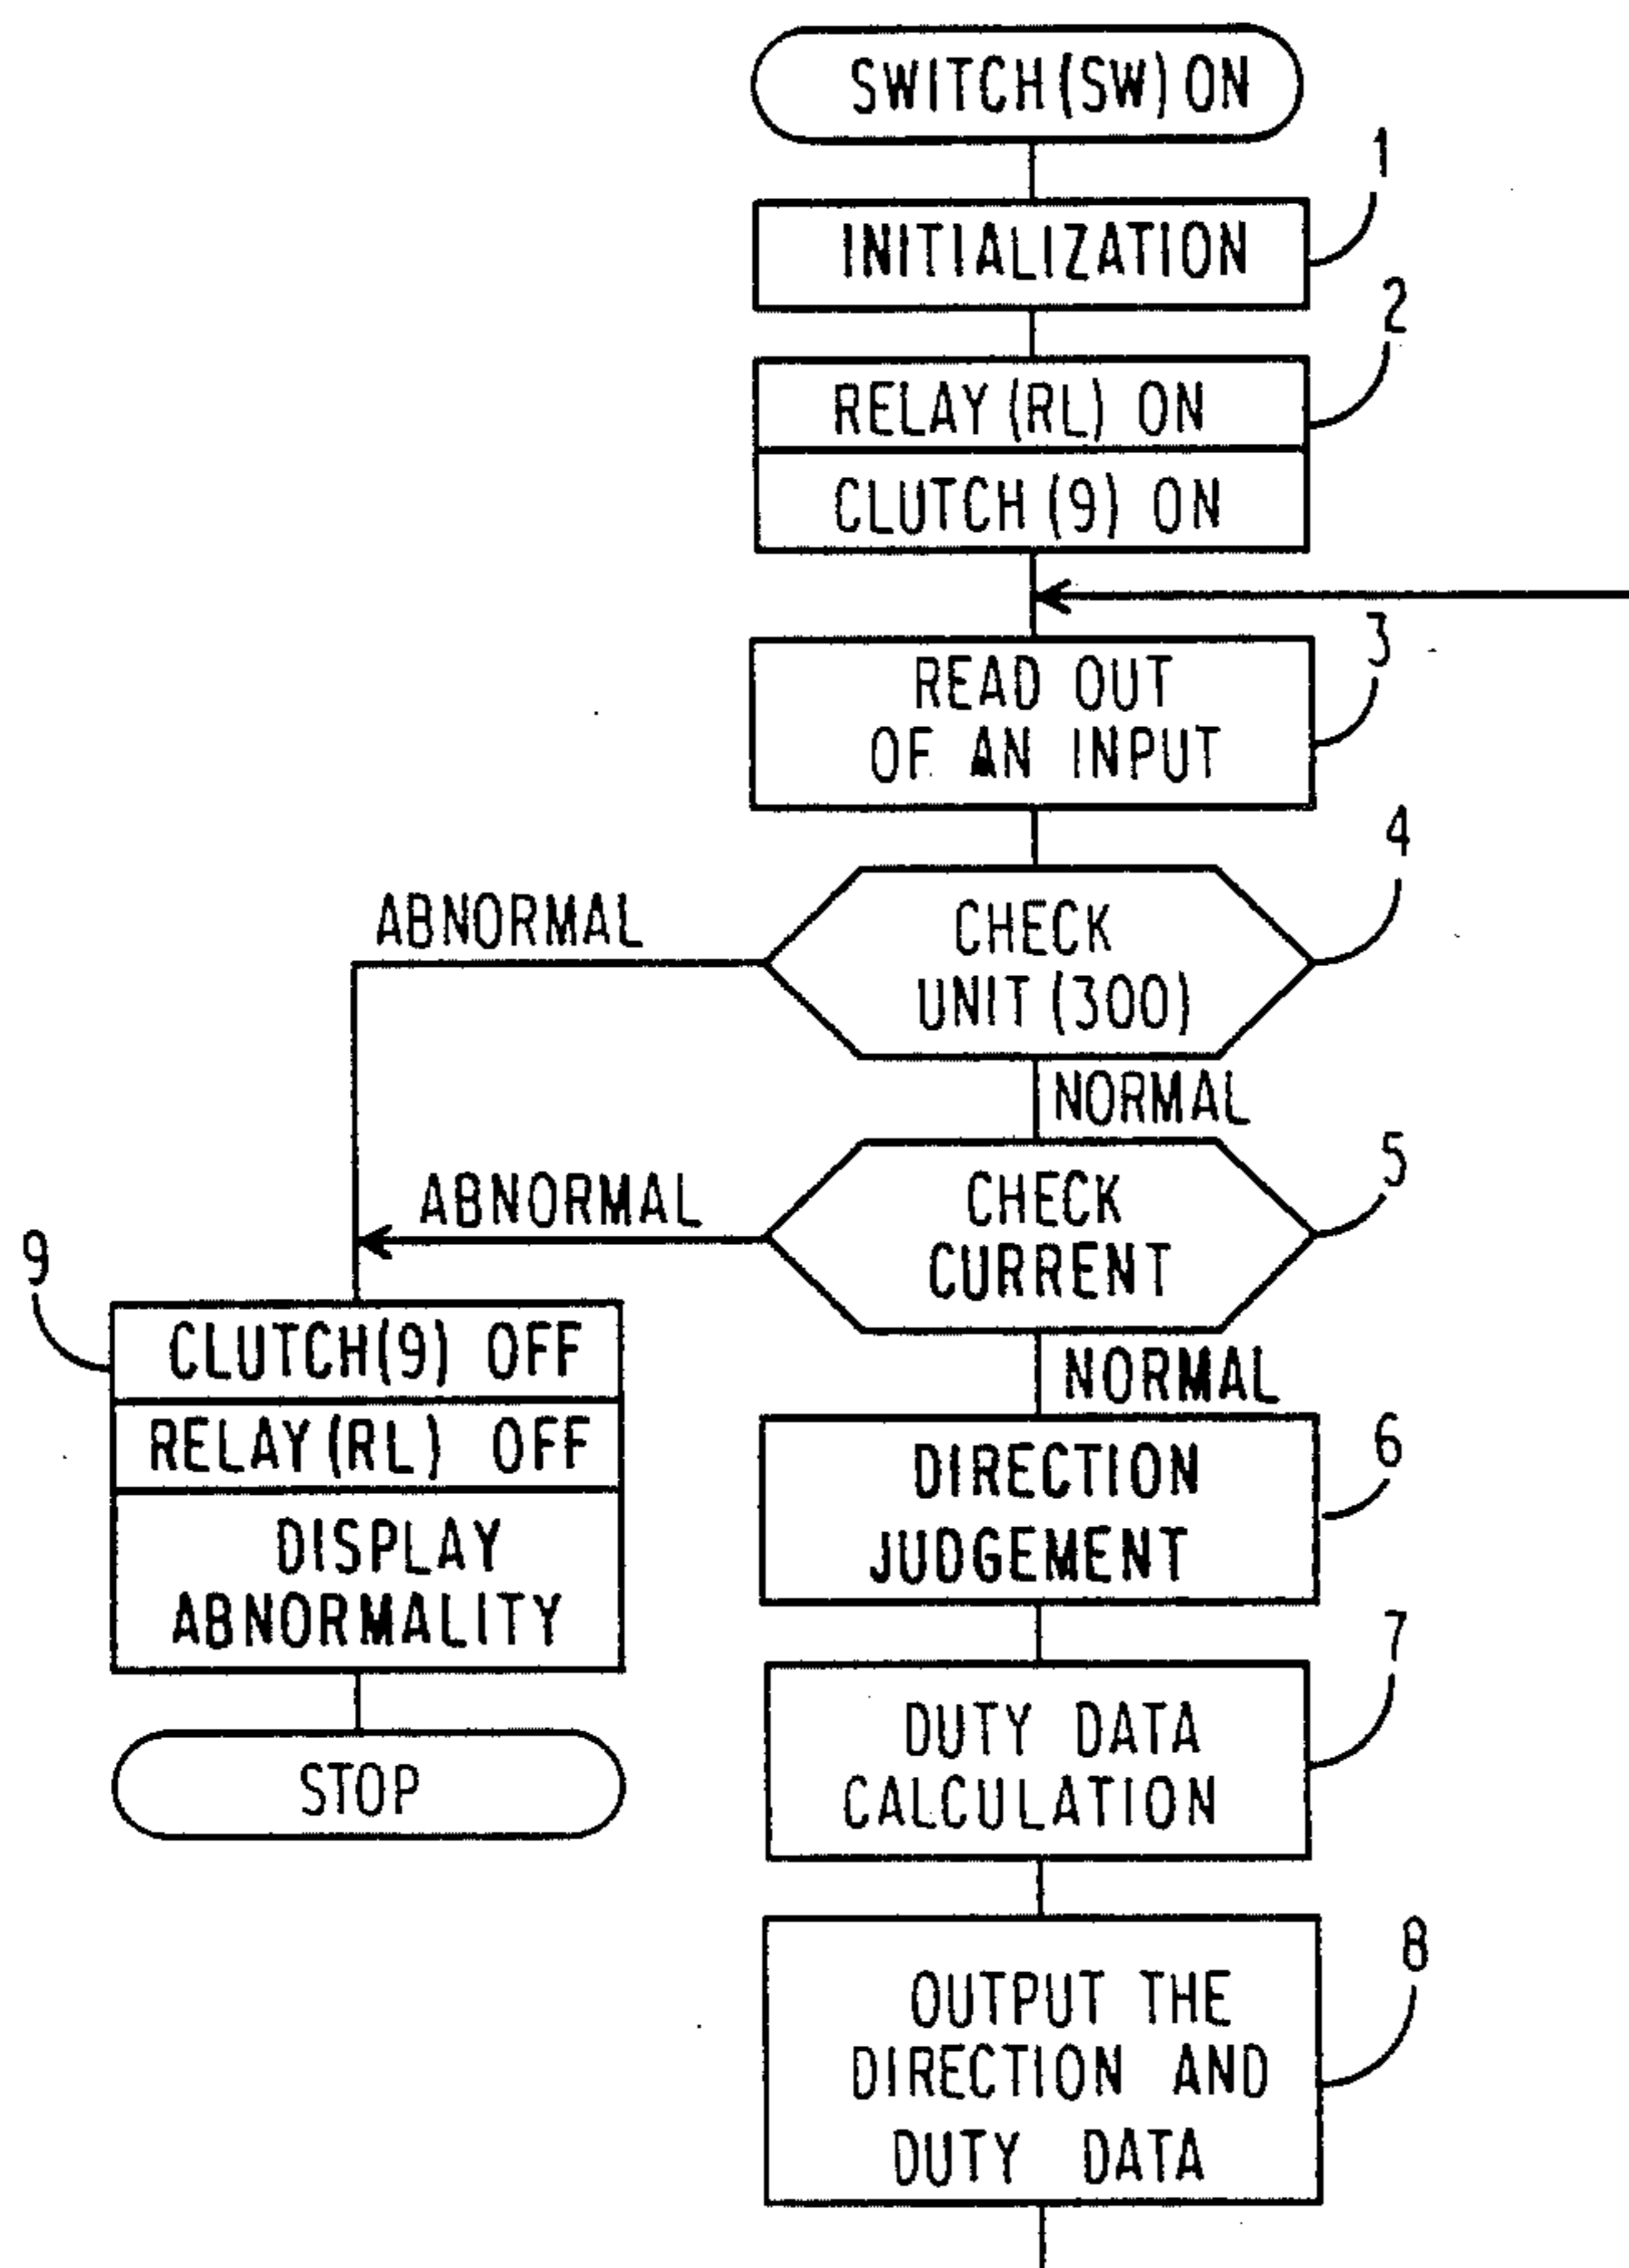 SWITCH(SW) ON
1
INITIALIZATION
2
RELAY(RL) ON
CLUTCH(9) ON
3
READ OUT
OF AN INPUT
4
ABNORMAL
CHECK
UNIT(300)
NORMAL
5
ABNORMAL
CHECK
CURRENT
9
CLUTCH(9) OFF
NORMAL
RELAY(RL) OFF
6
DIRECTION
JUDGEMENT
DISPLAY
ABNORMALITY
7
DUTY DATA
CALCULATION
STOP
8
OUTPUT THE
DIRECTION AND
DUTY DATA